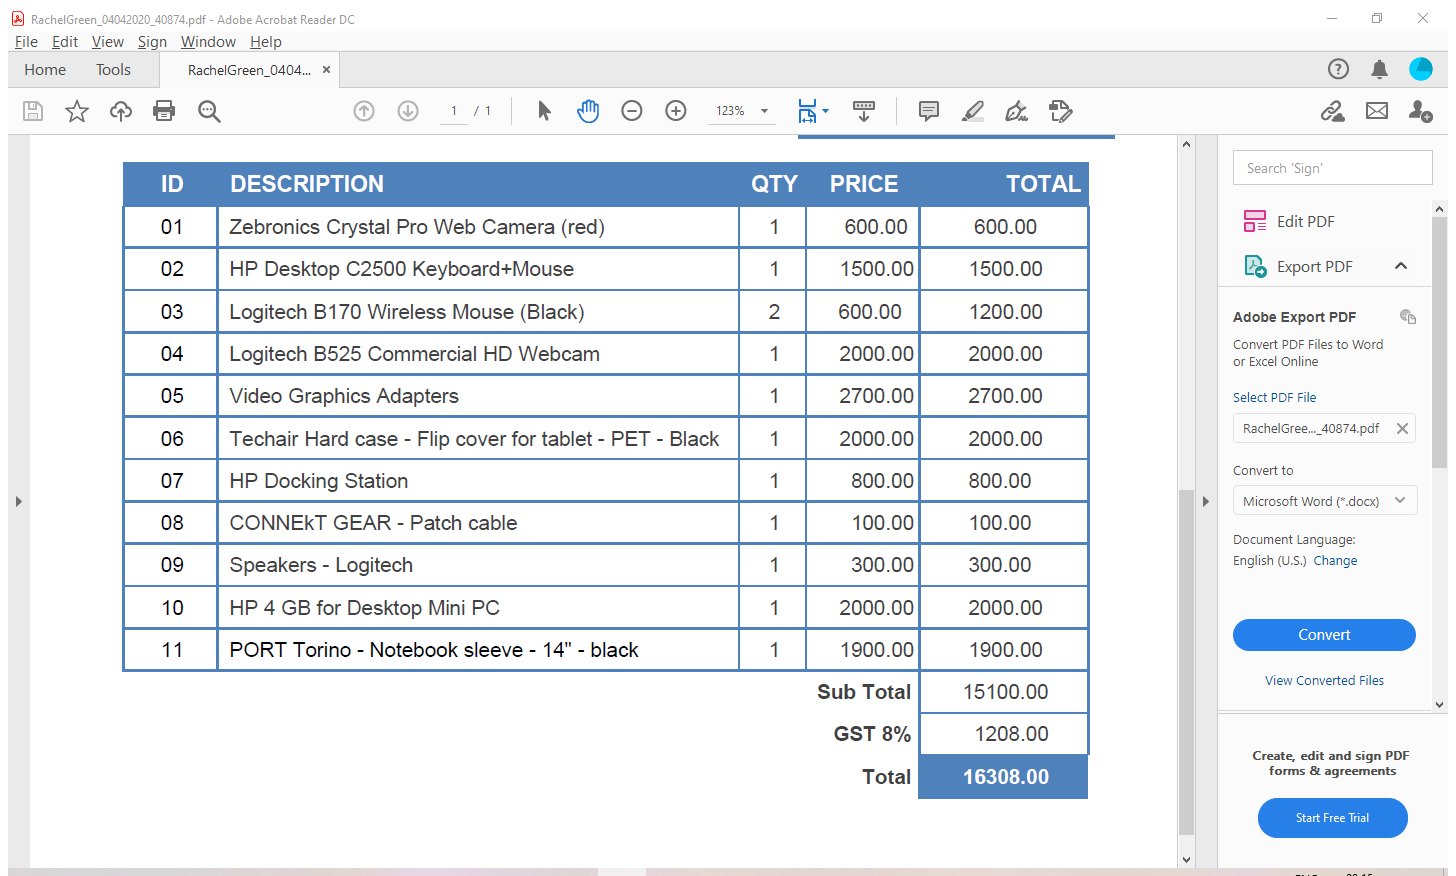 RachelGreen_04042020_40874.pdf - Adobe Acrobat Reader DC
File Edit View Sign Window Help
Home Tools RachelGreen_0404... ×
1 / 1 123%
ID DESCRIPTION QTY PRICE TOTAL
01 Zebronics Crystal Pro Web Camera (red) 1 600.00 600.00
02 HP Desktop C2500 Keyboard+Mouse 1 1500.00 1500.00
03 Logitech B170 Wireless Mouse (Black) 2 600.00 1200.00
04 Logitech B525 Commercial HD Webcam 1 2000.00 2000.00
05 Video Graphics Adapters 1 2700.00 2700.00
06 Techair Hard case - Flip cover for tablet - PET - Black 1 2000.00 2000.00
07 HP Docking Station 1 800.00 800.00
08 CONNEkT GEAR - Patch cable 1 100.00 100.00
09 Speakers - Logitech 1 300.00 300.00
10 HP 4 GB for Desktop Mini PC 1 2000.00 2000.00
11 PORT Torino - Notebook sleeve - 14" - black 1 1900.00 1900.00
Sub Total 15100.00
GST 8% 1208.00
Total 16308.00
Search 'Sign'
Edit PDF
Export PDF
Adobe Export PDF
Convert PDF Files to Word
or Excel Online
Select PDF File
RachelGree..._40874.pdf
Convert to
Microsoft Word (*.docx)
Document Language:
English (U.S.) Change
Convert
View Converted Files
Create, edit and sign PDF
forms & agreements
Start Free Trial